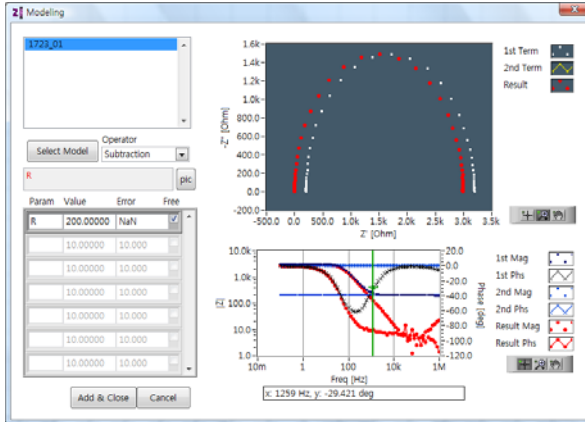 Z Modeling
1723_01
Select Model
Operator
Subtraction
R
pic
Param Value Error Free
R 200.00000 NaN
10.00000 10.000
10.00000 10.000
10.00000 10.000
10.00000 10.000
10.00000 10.000
10.00000 10.000
10.00000 10.000
Add & Close
Cancel
1.6k
1.4k
1.2k
1.0k
800.0
600.0
400.0
200.0
0.0
-200.0
-Z" [Ohm]
-500.0 0.0 500.0 1.0k 1.5k 2.0k 2.5k 3.0k 3.5k
Z' [Ohm]
1st Term
2nd Term
Result
10.0k
1.0k
100.0
10.0
1.0
|Z|
20.0
0.0
-20.0
-40.0
-60.0
-80.0
-100.0
-120.0
Phase [deg]
10m 1 100 10k 1M
Freq [Hz]
1st Mag
1st Phs
2nd Mag
2nd Phs
Result Mag
Result Phs
x: 1259 Hz, y: -29.421 deg